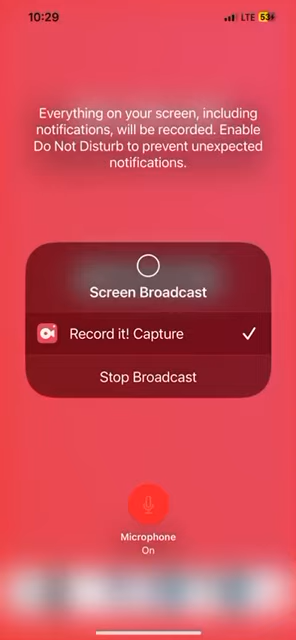 10:29
LTE 53
Everything on your screen, including
notifications, will be recorded. Enable
Do Not Disturb to prevent unexpected
notifications.
Screen Broadcast
Record it! Capture
Stop Broadcast
Microphone
On